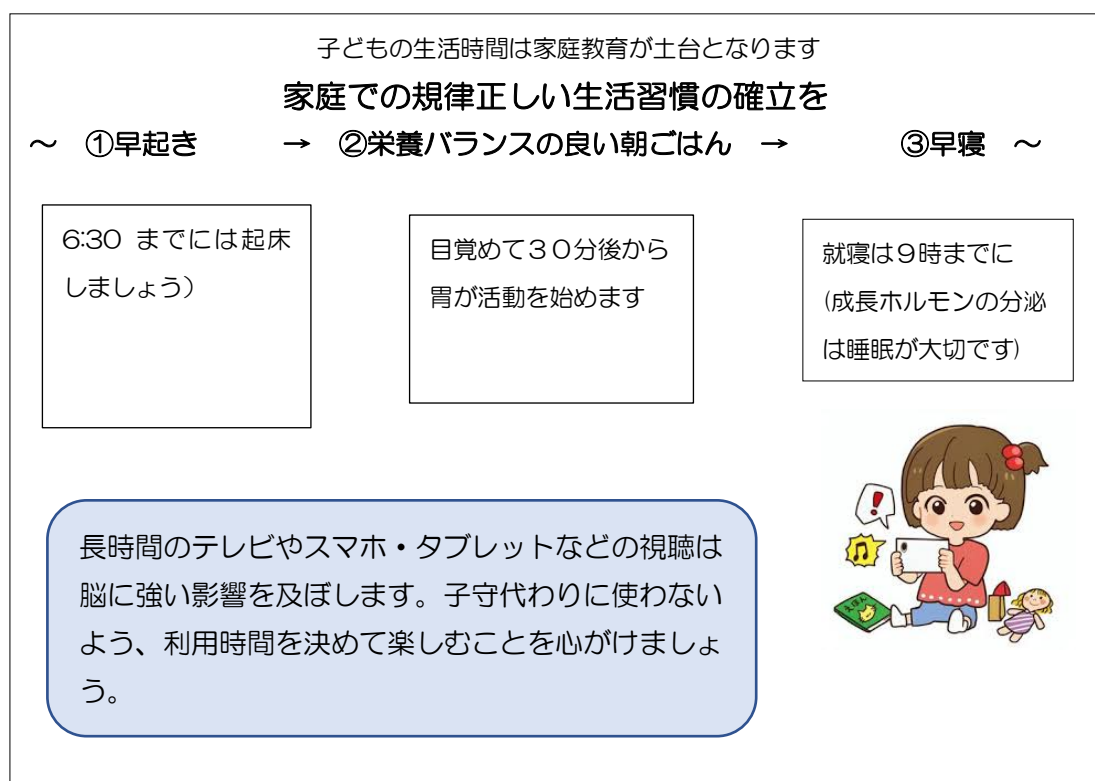 子どもの生活時間は家庭教育が土台となります
家庭での規律正しい生活習慣の確立を
～ ①早起き → ②栄養バランスの良い朝ごはん → ③早寝 ～
6:30 までには起床
しましょう）
目覚めて３０分後から
胃が活動を始めます
就寝は９時までに
(成長ホルモンの分泌
は睡眠が大切です)
長時間のテレビやスマホ・タブレットなどの視聴は
脳に強い影響を及ぼします。子守代わりに使わない
よう、利用時間を決めて楽しむことを心がけましょ
う。
!
♫
えほん